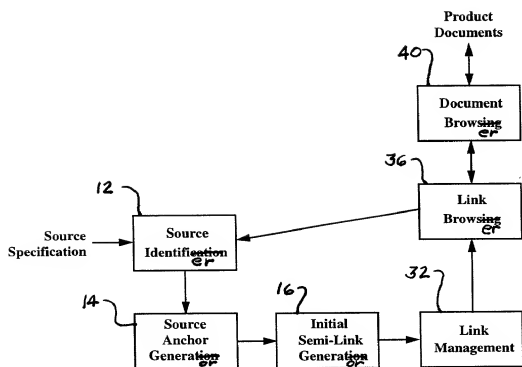 Product
Documents
40
Document
Browsing
er
36
Link
Browsing
er
12
Source
Specification
Source
Identification
er
32
14
16
Source
Anchor
Generation
or
Initial
Semi-Link
Generation
or
Link
Management